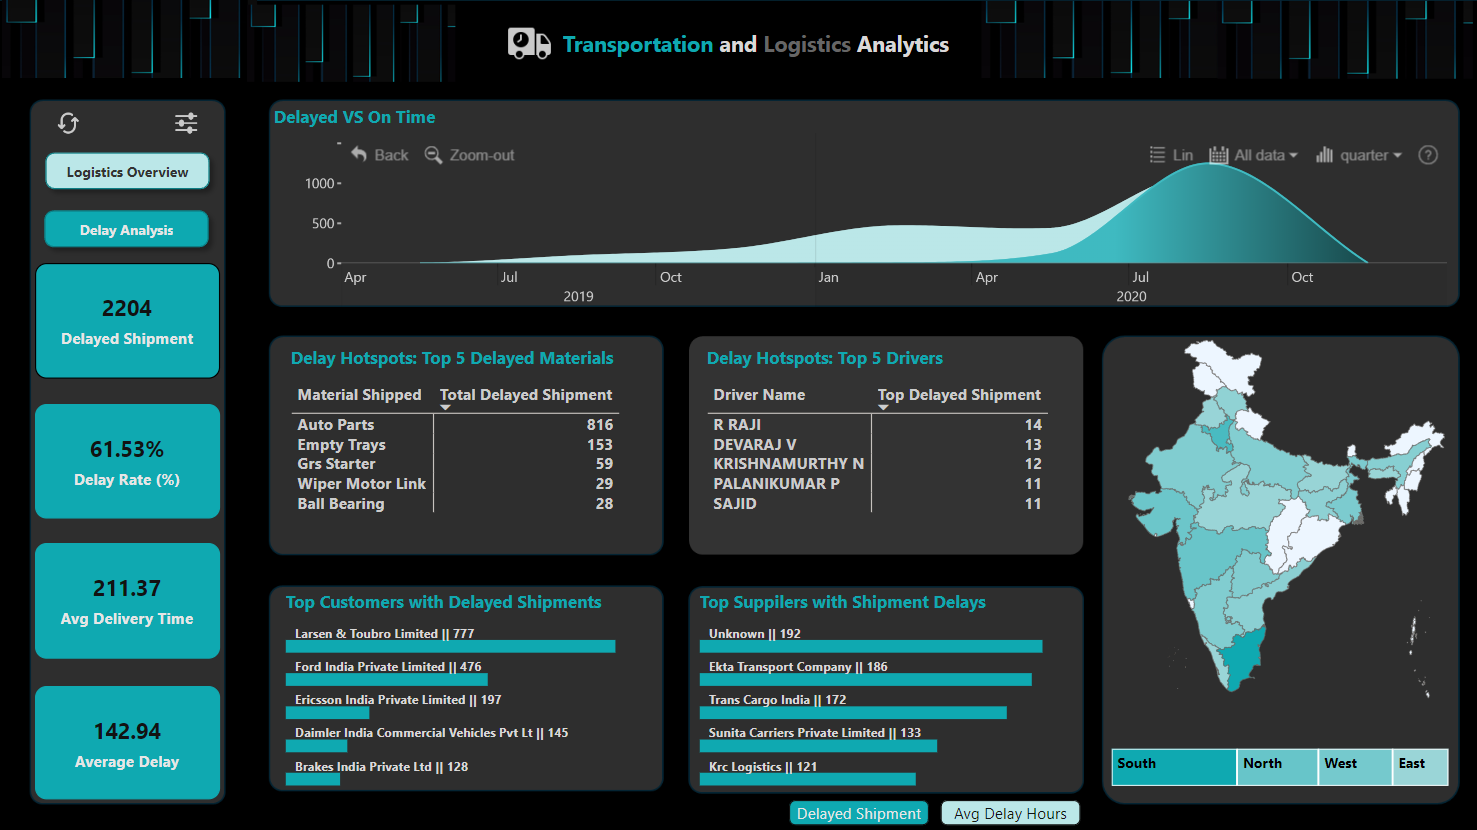 Transportation and Logistics Analytics
Logistics Overview
Delay Analysis
2204
Delayed Shipment
61.53%
Delay Rate (%)
211.37
Avg Delivery Time
142.94
Average Delay
Delayed VS On Time
Back Zoom-out Lin All data quarter ?
1000
500
0
Apr Jul Oct Jan Apr Jul Oct
2019 2020
Delay Hotspots: Top 5 Delayed Materials
Material Shipped Total Delayed Shipment
Auto Parts 816
Empty Trays 153
Grs Starter 59
Wiper Motor Link 29
Ball Bearing 28
Delay Hotspots: Top 5 Drivers
Driver Name Top Delayed Shipment
R RAJI 14
DEVARAJ V 13
KRISHNAMURTHY N 12
PALANIKUMAR P 11
SAJID 11
Top Customers with Delayed Shipments
Larsen & Toubro Limited || 777
Ford India Private Limited || 476
Ericsson India Private Limited || 197
Daimler India Commercial Vehicles Pvt Lt || 145
Brakes India Private Ltd || 128
Top Suppilers with Shipment Delays
Unknown || 192
Ekta Transport Company || 186
Trans Cargo India || 172
Sunita Carriers Private Limited || 133
Krc Logistics || 121
South North West East
Delayed Shipment Avg Delay Hours